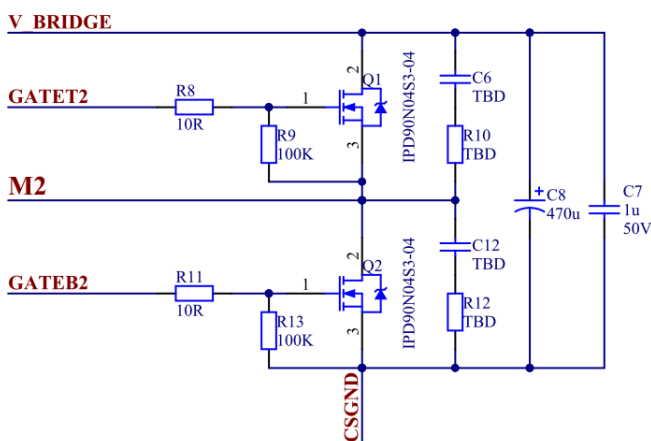 V_BRIDGE
GATET2
R8
10R
R9
100K
1
2
3
Q1
IPD90N04S3-04
C6
TBD
R10
TBD
M2
C8
470u
C7
1u
50V
GATEB2
R11
10R
R13
100K
1
2
3
Q2
IPD90N04S3-04
C12
TBD
R12
TBD
+
CSGND